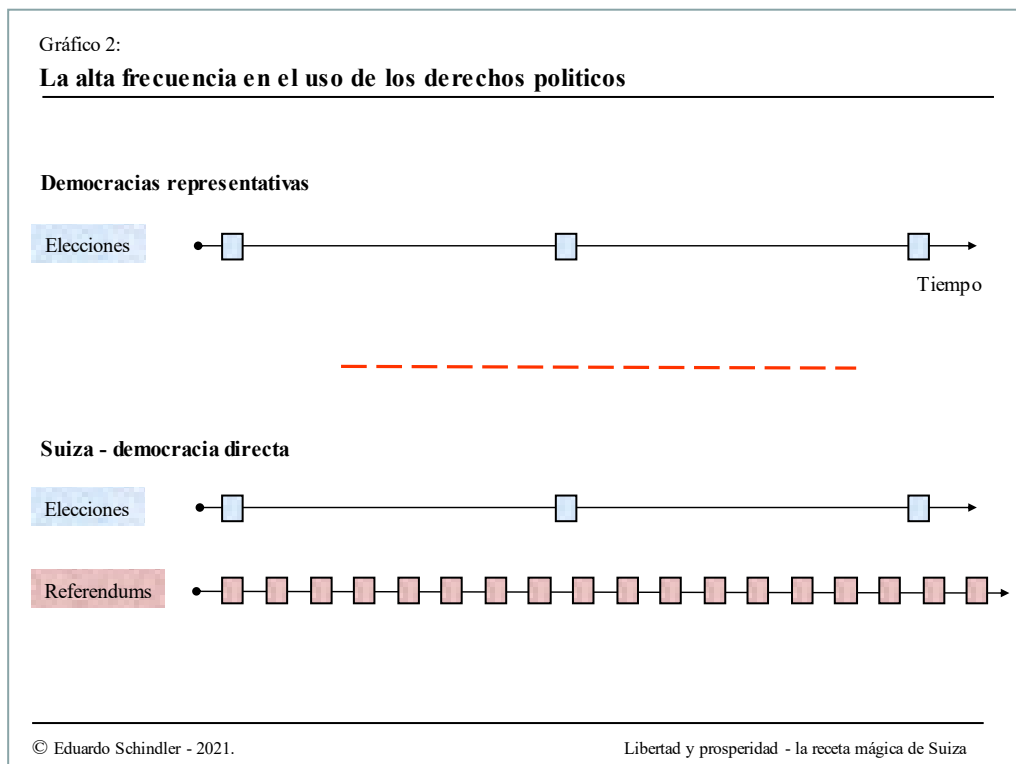 Gráfico 2:
La alta frecuencia en el uso de los derechos politicos
Democracias representativas
Elecciones
Tiempo
Suiza - democracia directa
Elecciones
Referendums
© Eduardo Schindler - 2021.
Libertad y prosperidad - la receta mágica de Suiza